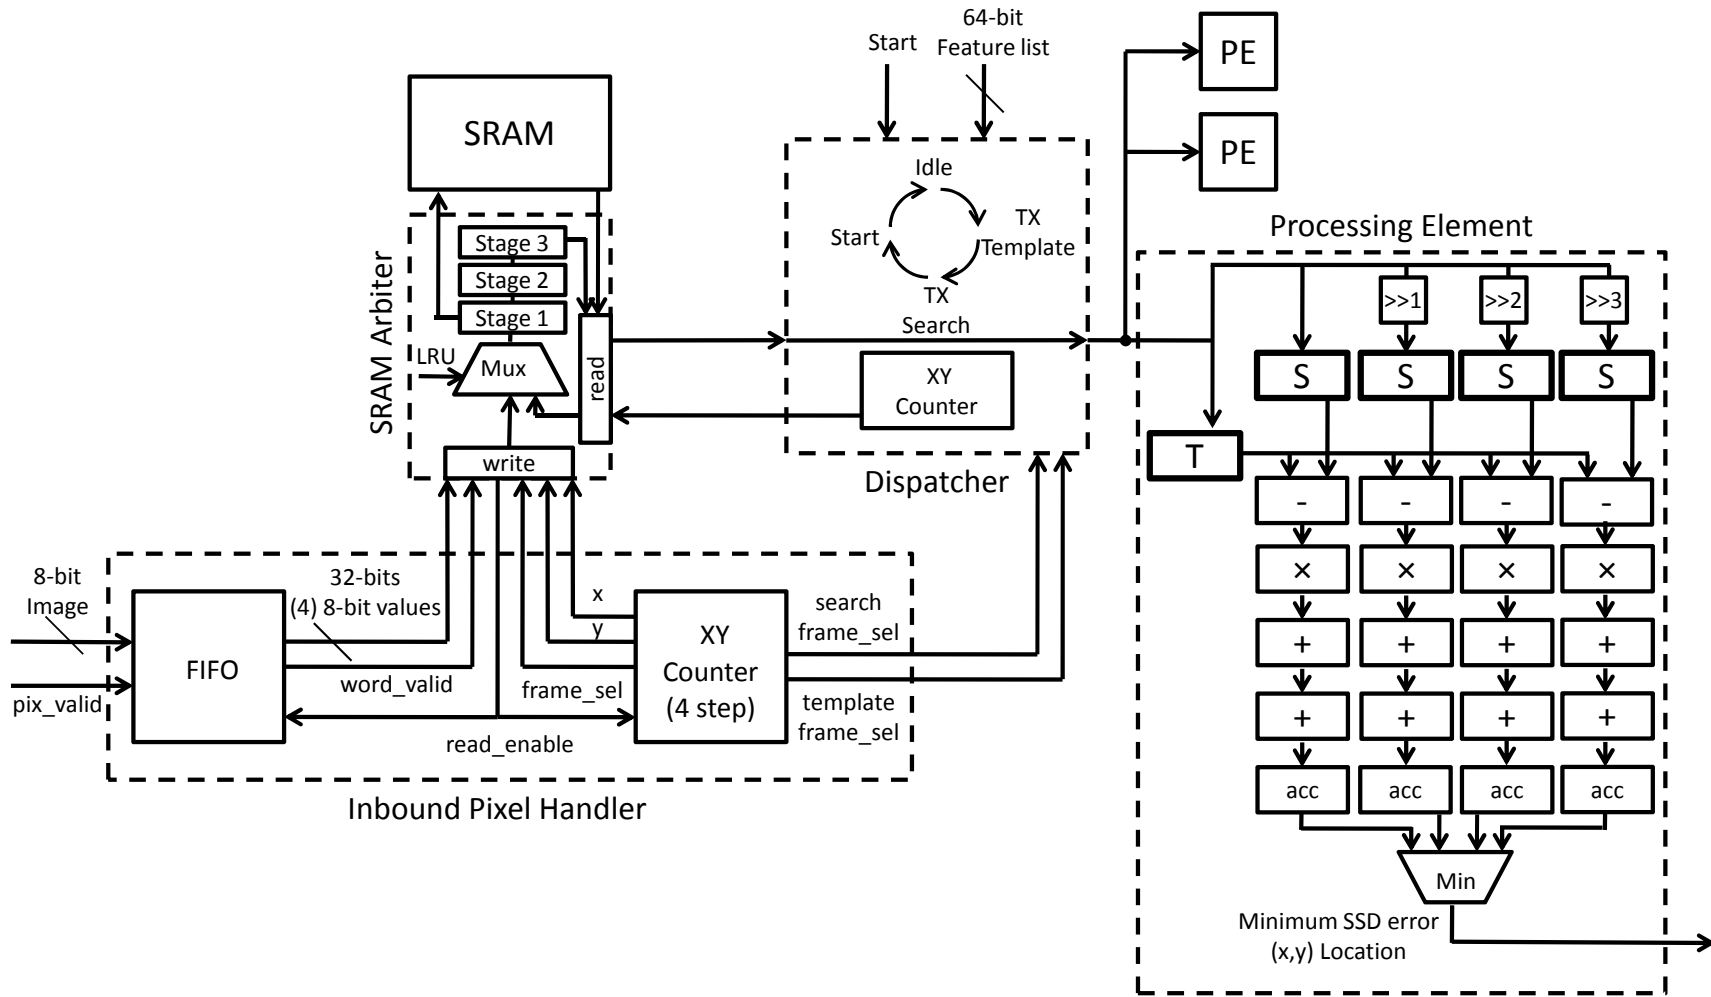 64-bit
Start
Feature list
PE
SRAM
PE
Idle
TX
Template
Start
TX
Search
Processing Element
SRAM Arbiter
Stage 3
Stage 2
Stage 1
LRU
Mux
read
write
XY
Counter
Dispatcher
>>1
>>2
>>3
S
S
S
S
T
-
-
-
-
×
×
×
×
+
+
+
+
+
+
+
+
acc
acc
acc
acc
Min
Minimum SSD error
(x,y) Location
8-bit
Image
pix_valid
FIFO
32-bits
(4) 8-bit values
word_valid
x
y
frame_sel
read_enable
XY
Counter
(4 step)
search
frame_sel
template
frame_sel
Inbound Pixel Handler